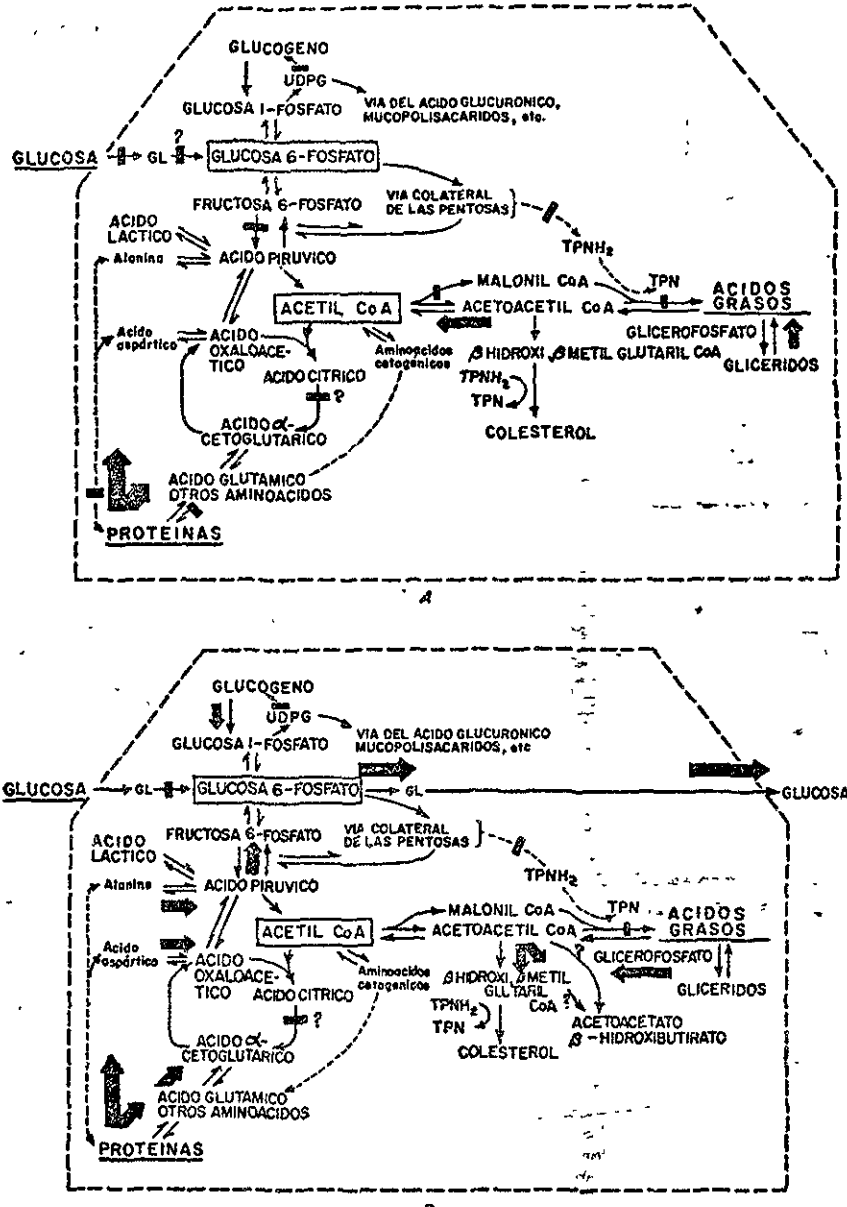 GLUCOGENO
UDPG
GLUCOSA 1-FOSFATO
VIA DEL ACIDO GLUCURONICO,
MUCOPOLISACARIDOS, etc.
?
GLUCOSA
GL
GLUCOSA 6-FOSFATO
FRUCTOSA 6-FOSFATO
VIA COLATERAL
DE LAS PENTOSAS
ACIDO
LACTICO
TPNH₂
Alanina
ACIDO PIRUVICO
MALONIL CoA
TPN
ACIDOS
GRASOS
ACETIL CoA
ACETOACETIL CoA
GLICEROFOSFATO
Acido
aspártico
ACIDO
OXALOACE-
TICO
Aminoacidos
cetogenicos
β HIDROXI β METIL GLUTARIL CoA
GLICERIDOS
ACIDO CITRICO
TPNH₂
TPN
?
ACIDO α-
CETOGLUTARICO
COLESTEROL
ACIDO GLUTAMICO
OTROS AMINOACIDOS
PROTEINAS
A
GLUCOGENO
UDPG
GLUCOSA 1-FOSFATO
VIA DEL ACIDO GLUCURONICO
MUCOPOLISACARIDOS, etc
GLUCOSA
GL
GLUCOSA 6-FOSFATO
GL
GLUCOSA
FRUCTOSA 6-FOSFATO
VIA COLATERAL
DE LAS PENTOSAS
ACIDO
LACTICO
TPNH₂
Alanina
ACIDO PIRUVICO
MALONIL CoA
TPN
ACIDOS
GRASOS
ACETIL CoA
ACETOACETIL CoA
Acido
aspártico
ACIDO
OXALOACE-
TICO
Aminoacidos
cetogenicos
?
GLICEROFOSFATO
β HIDROXI β METIL
GLUTARIL
CoA ?
GLICERIDOS
ACIDO CITRICO
TPNH₂
TPN
?
ACETOACETATO
β-HIDROXIBUTIRATO
ACIDO α-
CETOGLUTARICO
COLESTEROL
ACIDO GLUTAMICO
OTROS AMINOACIDOS
PROTEINAS